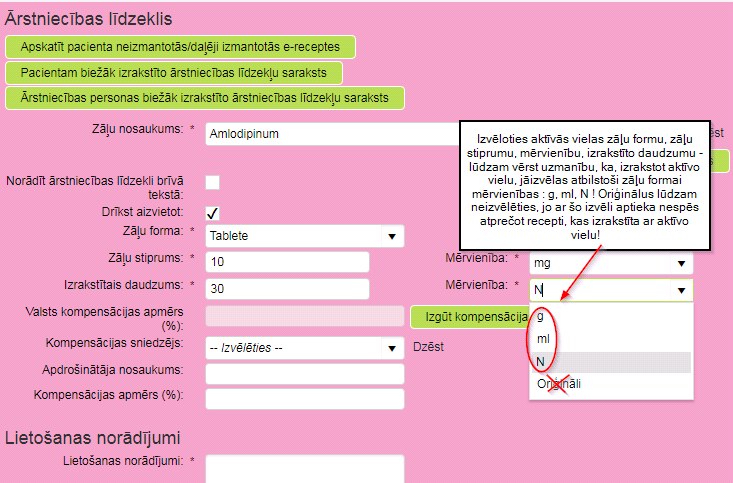 Ārstniecības līdzeklis
Apskatīt pacienta neizmantotās/daļēji izmantotās e-receptes
Pacientam biežāk izrakstīto ārstniecības līdzekļu saraksts
Ārstniecības personas biežāk izrakstīto ārstniecības līdzekļu saraksts
Zāļu nosaukums: * Amlodipinum
Izvēloties aktīvās vielas zāļu formu, zāļu
stiprumu, mērvienību, izrakstīto daudzumu -
lūdzam vērst uzmanību, ka, izrakstot aktīvo
vielu, jāizvēlas atbilstoši zāļu formai
mērvienības : g, ml, N ! Oriģinālus lūdzam
neizvēlēties, jo ar šo izvēli aptieka nespēs
atprečot recepti, kas izrakstīta ar aktīvo
vielu!
Norādīt ārstniecības līdzekli brīvā
tekstā:
Drīkst aizvietot:
Zāļu forma: * Tablete
Zāļu stiprums: * 10 Mērvienība: * mg
Izrakstītais daudzums: * 30 Mērvienība: * N
Valsts kompensācijas apmērs
(%):
Izgūt kompensācija
g
ml
N
Oriģināli
Kompensācijas sniedzējs: -- Izvēlēties -- Dzēst
Apdrošinātāja nosaukums:
Kompensācijas apmērs (%):
Lietošanas norādījumi
Lietošanas norādījumi: *